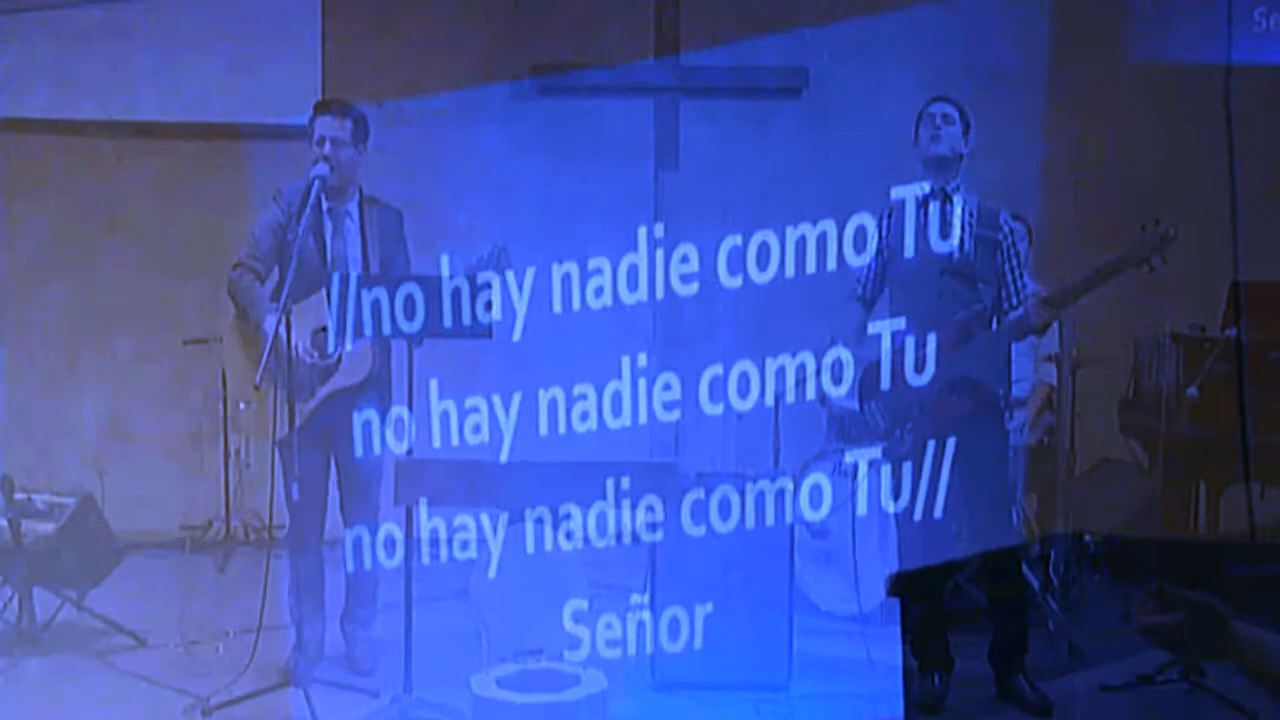 //no hay nadie como Tu
no hay nadie como Tu
no hay nadie como Tu//
Señor